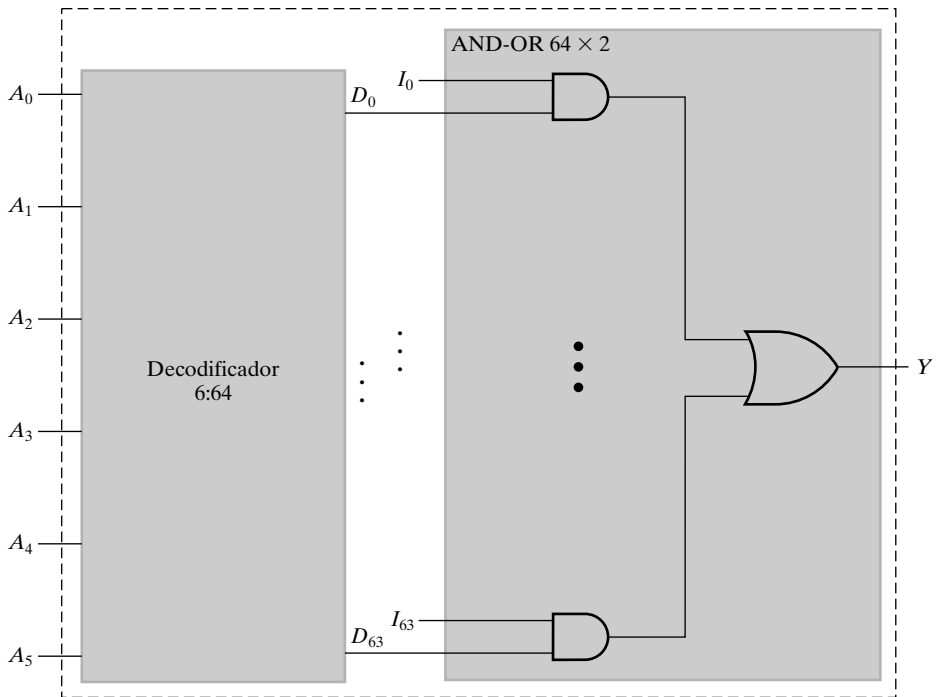 AND-OR 64 × 2
A₀
D₀
I₀
A₁
A₂
Decodificador
6:64
Y
A₃
A₄
I₆₃
D₆₃
A₅